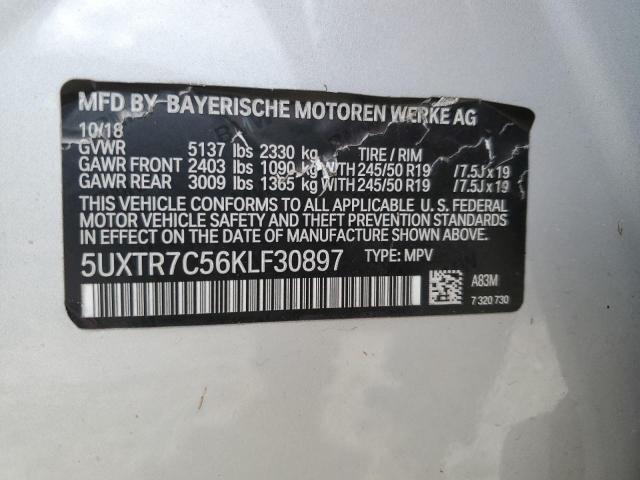 MFD BY BAYERISCHE MOTOREN WERKE AG
10/18
GVWR 5137 lbs 2330 kg TIRE / RIM
GAWR FRONT 2403 lbs 1090 kg WITH 245/50 R19 /7.5J x 19
GAWR REAR 3009 lbs 1365 kg WITH 245/50 R19 /7.5J x 19
THIS VEHICLE CONFORMS TO ALL APPLICABLE U. S. FEDERAL
MOTOR VEHICLE SAFETY AND THEFT PREVENTION STANDARDS
IN EFFECT ON THE DATE OF MANUFACTURE SHOWN ABOVE.
5UXTR7C56KLF30897 TYPE: MPV
A83M
7 320 730